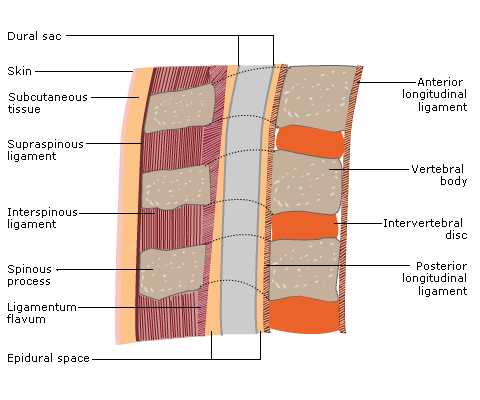 Dural sac
Skin
Subcutaneous
tissue
Supraspinous
ligament
Interspinous
ligament
Spinous
process
Ligamentum
flavum
Epidural space
Anterior
longitudinal
ligament
Vertebral
body
Intervertebral
disc
Posterior
longitudinal
ligament